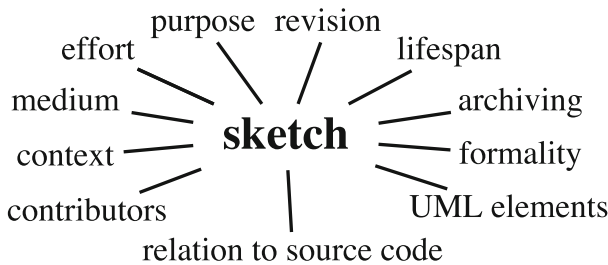 purpose revision
effort lifespan
medium archiving
sketch
context formality
contributors UML elements
relation to source code